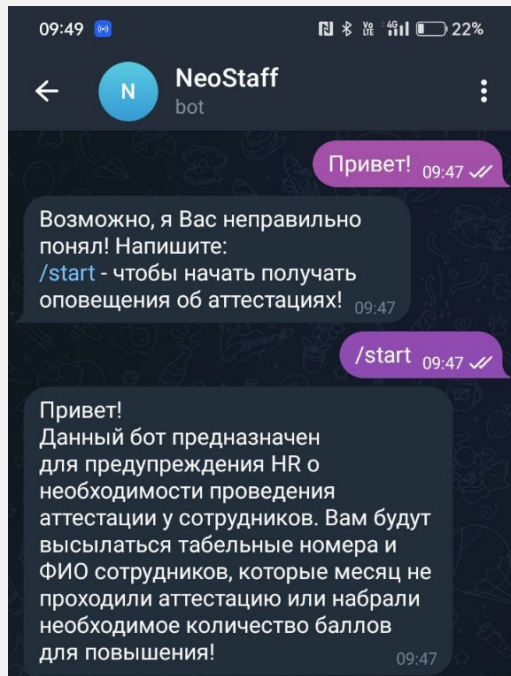 09:49 22%
NeoStaff
N
bot
Привет! 09:47
Возможно, я Вас неправильно
понял! Напишите:
/start - чтобы начать получать
оповещения об аттестациях! 09:47
/start 09:47
Привет!
Данный бот предназначен
для предупреждения HR о
необходимости проведения
аттестации у сотрудников. Вам будут
высылаться табельные номера и
ФИО сотрудников, которые месяц не
проходили аттестацию или набрали
необходимое количество баллов
для повышения! 09:47